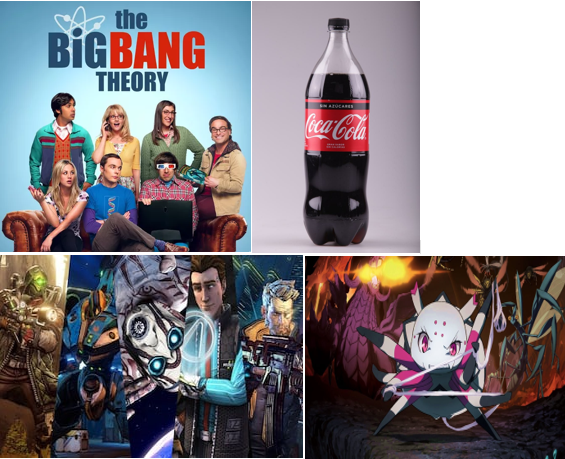 the
BIG BANG
THEORY
SIN AZÚCARES
Coca-Cola